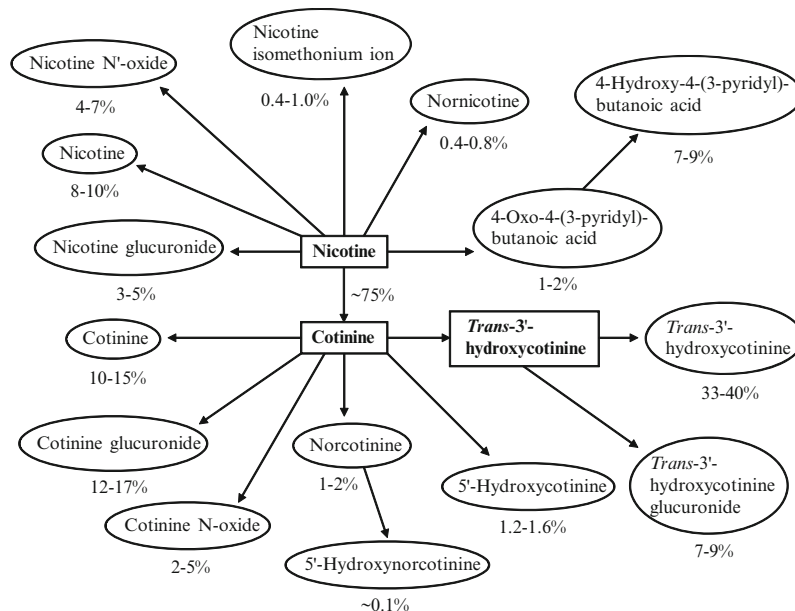 Nicotine
isomethonium ion
0.4-1.0%
Nicotine N'-oxide
4-7%
4-Hydroxy-4-(3-pyridyl)-
butanoic acid
7-9%
Nornicotine
0.4-0.8%
Nicotine
8-10%
4-Oxo-4-(3-pyridyl)-
butanoic acid
1-2%
Nicotine glucuronide
3-5%
Nicotine
~75%
Cotinine
10-15%
Cotinine
Trans-3'-
hydroxycotinine
Trans-3'-
hydroxycotinine
33-40%
Cotinine glucuronide
12-17%
Norcotinine
1-2%
5'-Hydroxycotinine
1.2-1.6%
Trans-3'-
hydroxycotinine
glucuronide
7-9%
Cotinine N-oxide
2-5%
5'-Hydroxynorcotinine
~0.1%